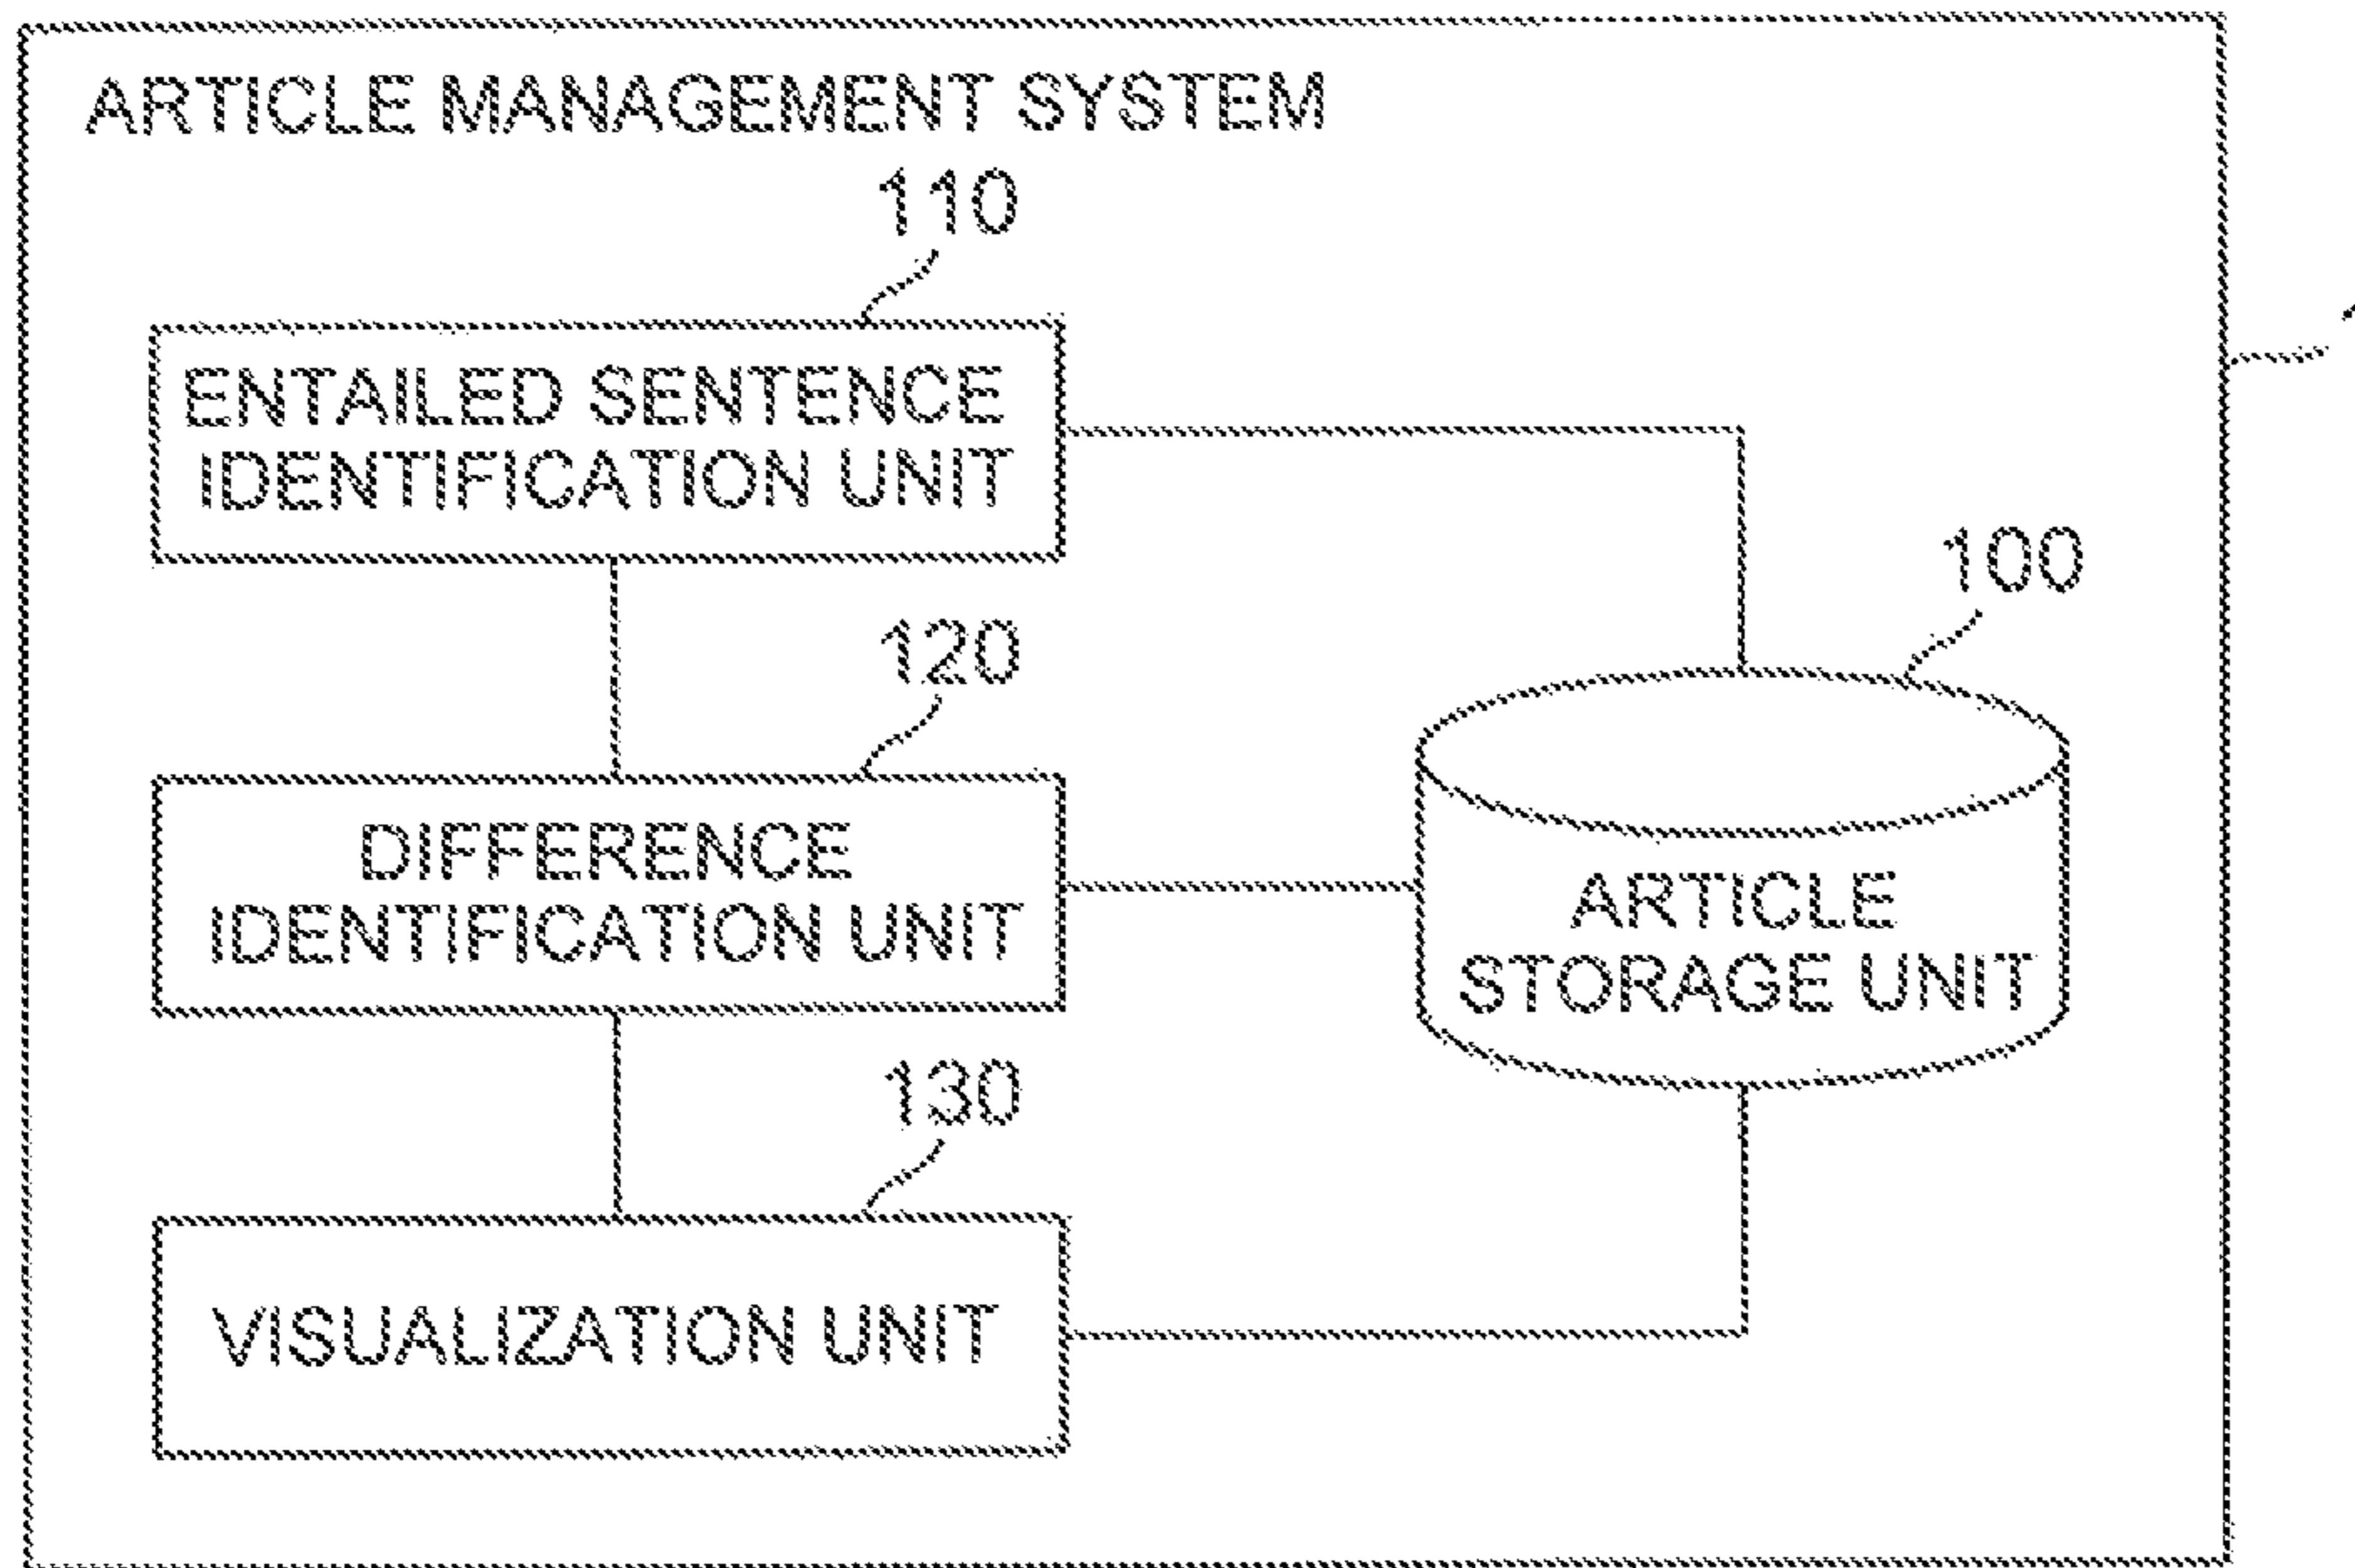 ARTICLE MANAGEMENT SYSTEM
110
ENTAILED SENTENCE
IDENTIFICATION UNIT
100
120
DIFFERENCE
IDENTIFICATION UNIT
ARTICLE
STORAGE UNIT
130
VISUALIZATION UNIT